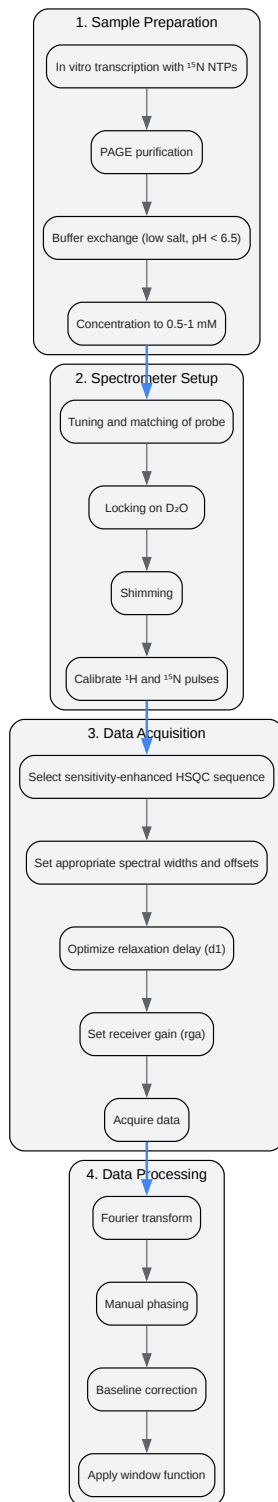 1. Sample Preparation
In vitro transcription with ¹⁵N NTPs
PAGE purification
Buffer exchange (low salt, pH < 6.5)
Concentration to 0.5-1 mM
2. Spectrometer Setup
Tuning and matching of probe
Locking on D₂O
Shimming
Calibrate ¹H and ¹⁵N pulses
3. Data Acquisition
Select sensitivity-enhanced HSQC sequence
Set appropriate spectral widths and offsets
Optimize relaxation delay (d1)
Set receiver gain (rga)
Acquire data
4. Data Processing
Fourier transform
Manual phasing
Baseline correction
Apply window function